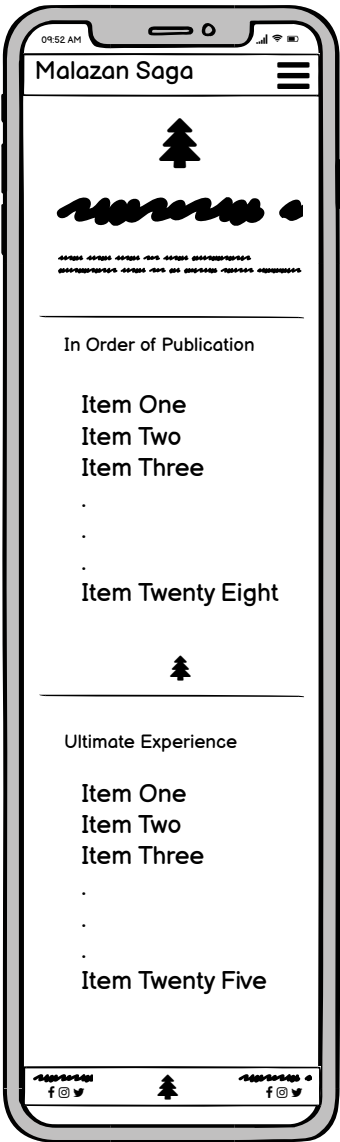 09:52 AM
Malazan Saga
In Order of Publication
Item One
Item Two
Item Three
.
.
.
Item Twenty Eight
Ultimate Experience
Item One
Item Two
Item Three
.
.
.
Item Twenty Five